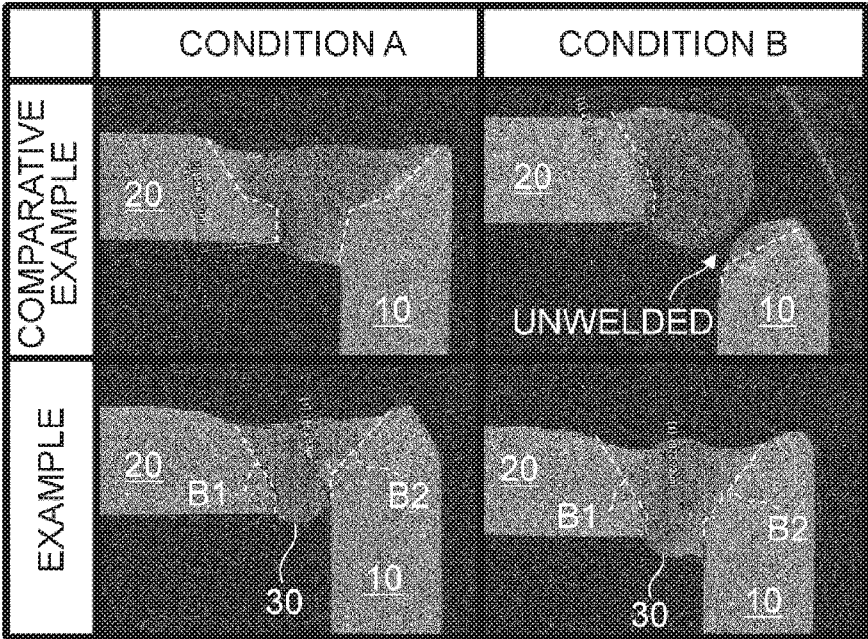 CONDITION A
CONDITION B
COMPARATIVE
EXAMPLE
20
10
20
UNWELDED
10
EXAMPLE
20
B1
B2
10
30
20
B1
B2
10
30